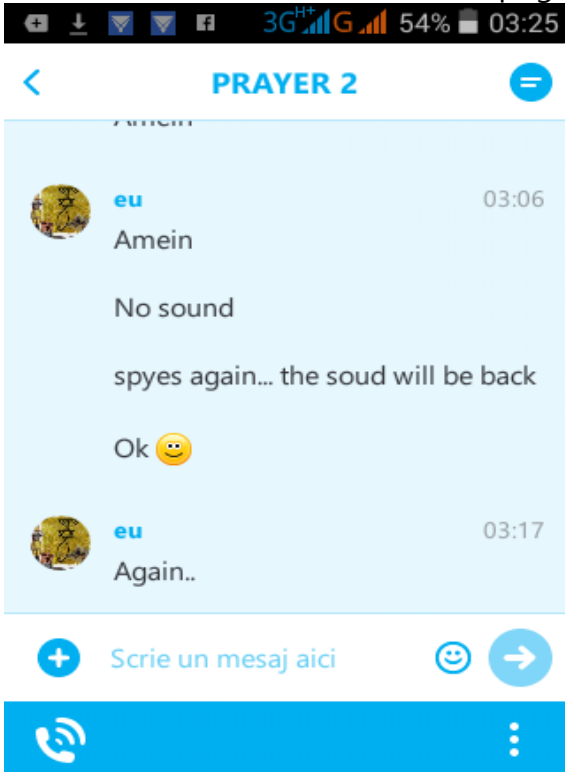 3G H+ G 54% 03:25
PRAYER 2
Amein
eu 03:06
Amein
No sound
spyes again... the soud will be back
Ok
eu 03:17
Again..
Scrie un mesaj aici